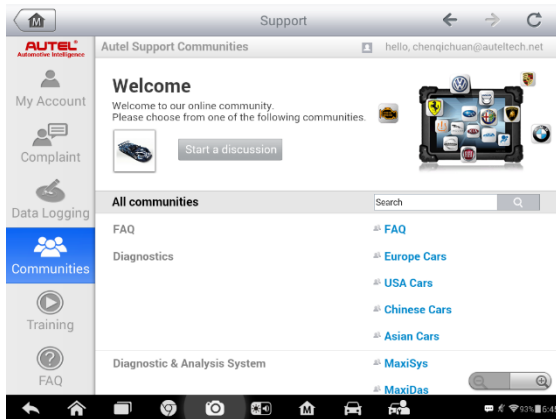 Support
AUTEL
Automotive Intelligence
Autel Support Communities
hello, chenqichuan@auteltech.net
My Account
Complaint
Data Logging
Communities
Training
FAQ
Welcome
Welcome to our online community.
Please choose from one of the following communities.
Start a discussion
All communities
Search
FAQ
FAQ
Diagnostics
Europe Cars
USA Cars
Chinese Cars
Asian Cars
Diagnostic & Analysis System
MaxiSys
MaxiDas
93%